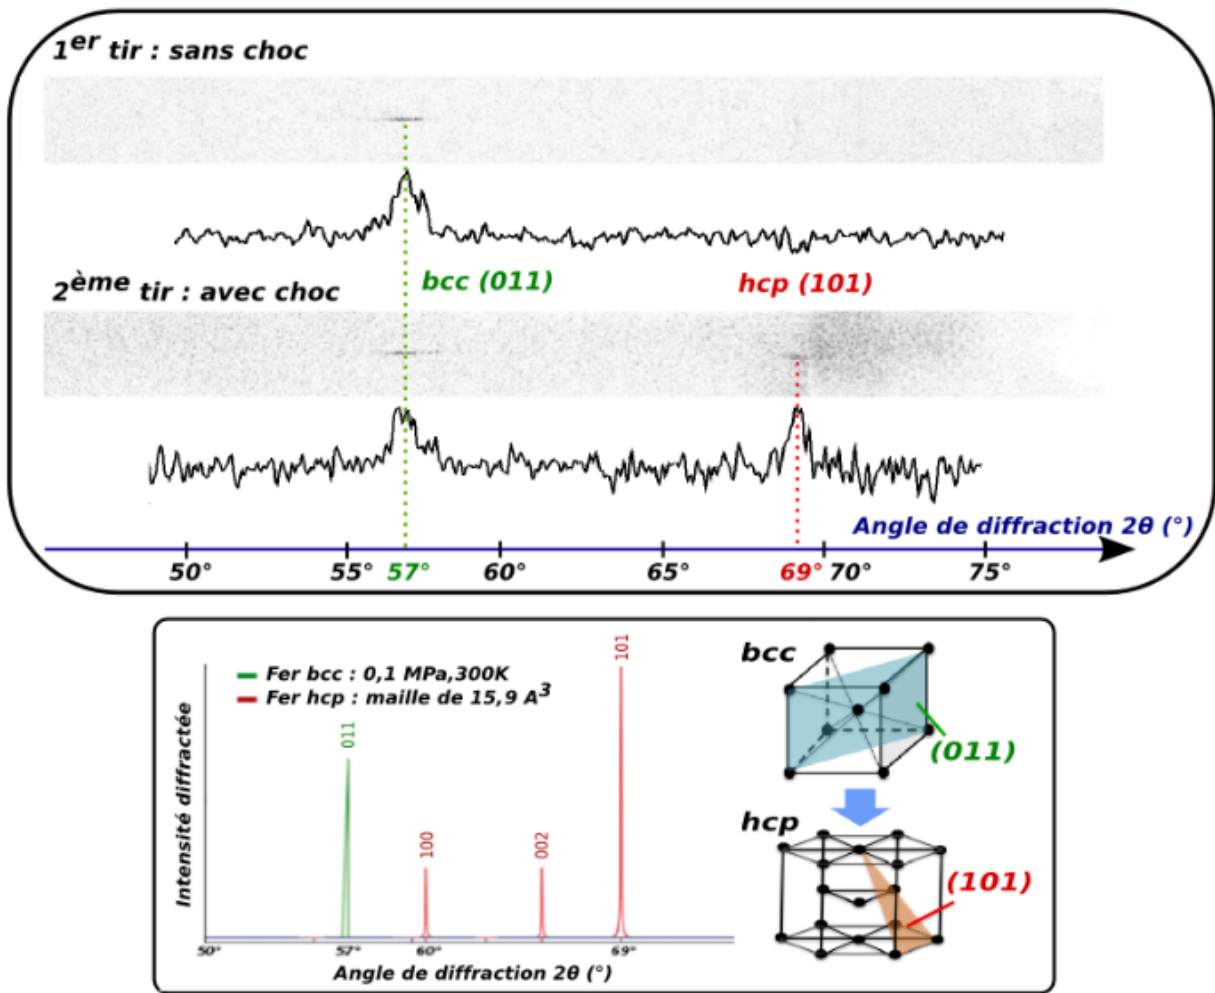 1er tir : sans choc
bcc (011)
hcp (101)
2ème tir : avec choc
Angle de diffraction 2θ (°)
50° 55° 57° 60° 65° 69° 70° 75°
101
bcc
Fer bcc : 0,1 MPa,300K
Fer hcp : maille de 15,9 A3
011
(011)
Intensité diffractée
100
002
hcp
(101)
50° 57° 60° 69°
Angle de diffraction 2θ (°)